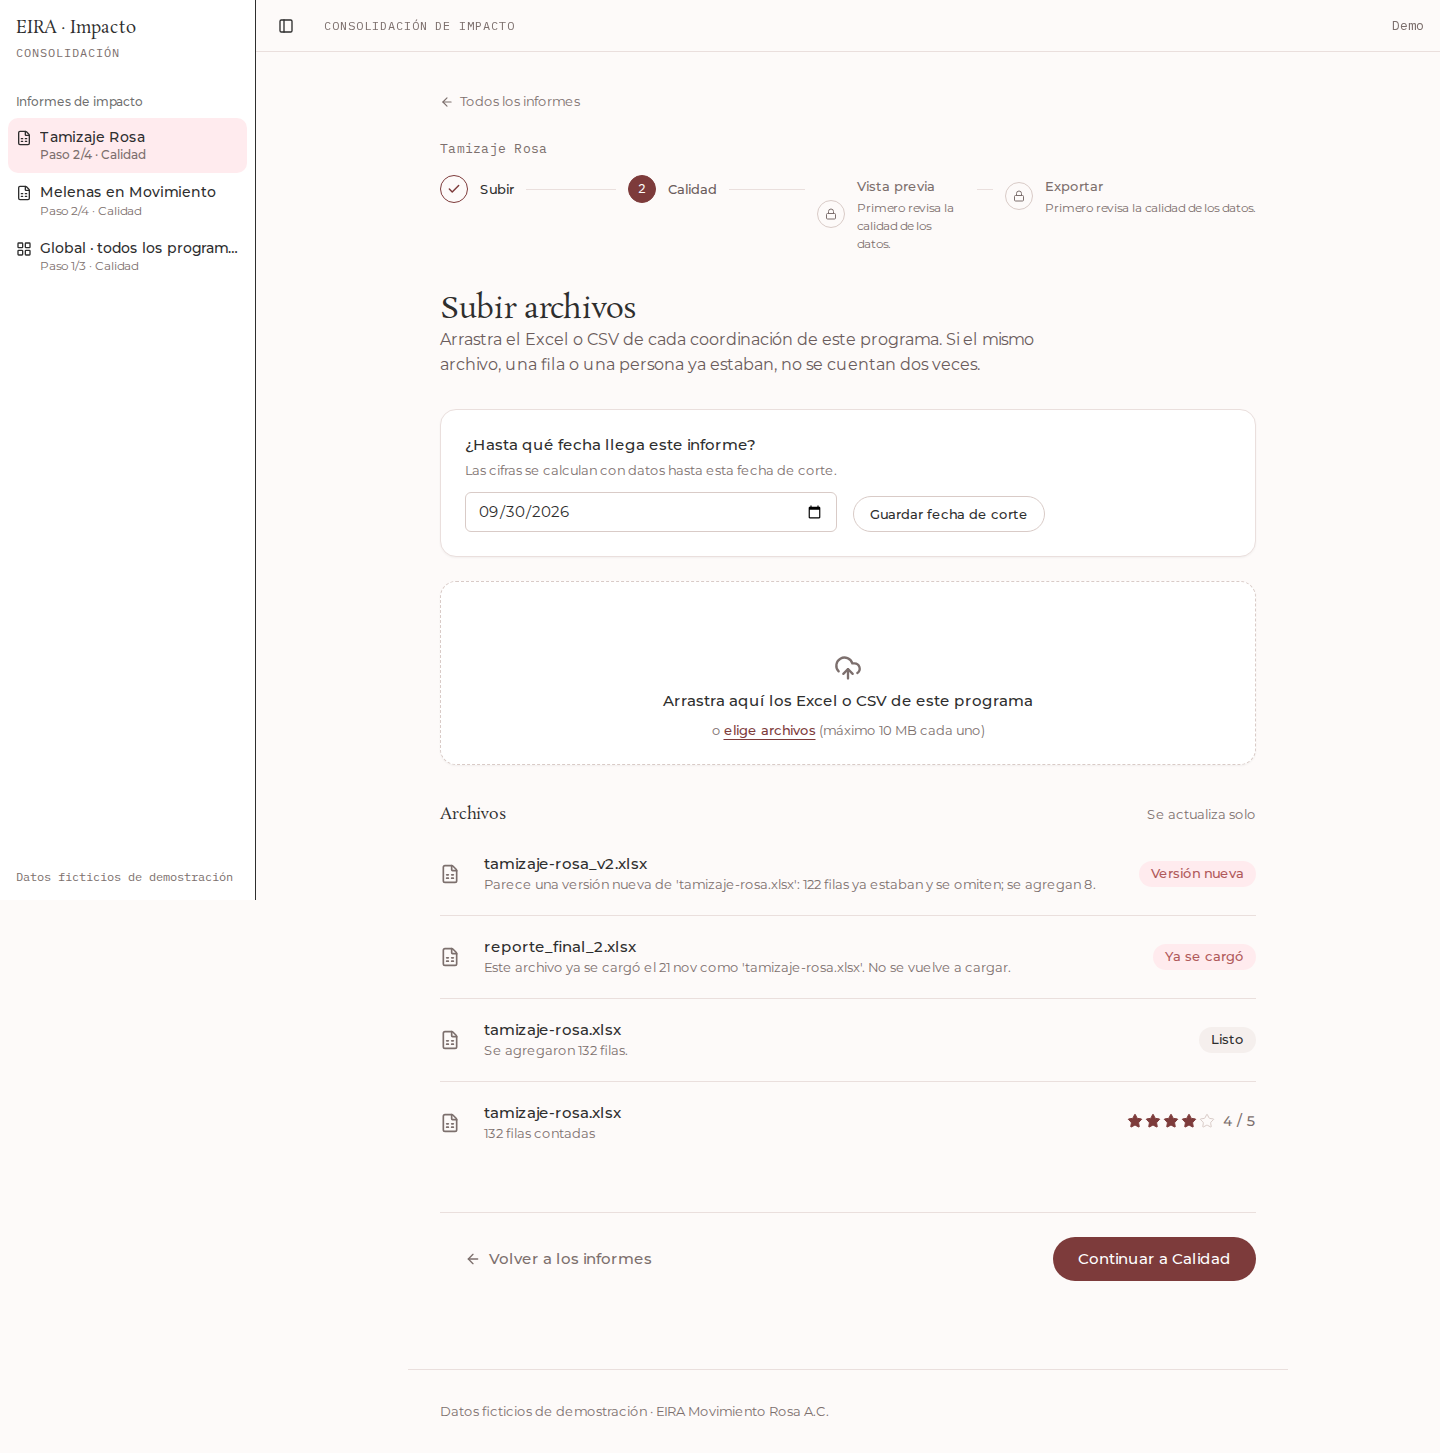 EIRA · Impacto
CONSOLIDACIÓN
Informes de impacto
Tamizaje Rosa
Paso 2/4 · Calidad
Melenas en Movimiento
Paso 2/4 · Calidad
Global · todos los program...
Paso 1/3 · Calidad
Datos ficticios de demostración
CONSOLIDACIÓN DE IMPACTO
Demo
Todos los informes
Tamizaje Rosa
Subir
2
Calidad
Vista previa
Primero revisa la
calidad de los
datos.
Exportar
Primero revisa la calidad de los datos.
Subir archivos
Arrastra el Excel o CSV de cada coordinación de este programa. Si el mismo
archivo, una fila o una persona ya estaban, no se cuentan dos veces.
¿Hasta qué fecha llega este informe?
Las cifras se calculan con datos hasta esta fecha de corte.
09/30/2026
Guardar fecha de corte
Arrastra aquí los Excel o CSV de este programa
o elige archivos (máximo 10 MB cada uno)
Archivos
Se actualiza solo
tamizaje-rosa_v2.xlsx
Parece una versión nueva de 'tamizaje-rosa.xlsx': 122 filas ya estaban y se omiten; se agregan 8.
Versión nueva
reporte_final_2.xlsx
Este archivo ya se cargó el 21 nov como 'tamizaje-rosa.xlsx'. No se vuelve a cargar.
Ya se cargó
tamizaje-rosa.xlsx
Se agregaron 132 filas.
Listo
tamizaje-rosa.xlsx
132 filas contadas
4 / 5
Volver a los informes
Continuar a Calidad
Datos ficticios de demostración · EIRA Movimiento Rosa A.C.